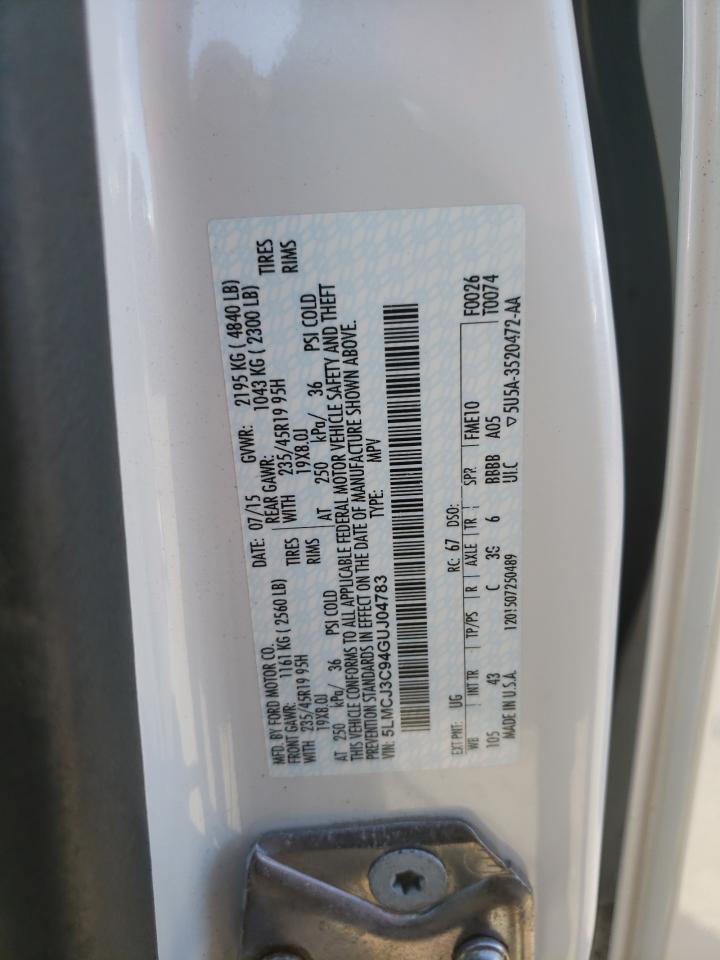 MFD. BY FORD MOTOR CO.
DATE: 07/15 GVWR: 2195 KG ( 4840 LB)
FRONT GAWR: 1161 KG ( 2560 LB) REAR GAWR: 1043 KG ( 2300 LB)
WITH 235/45R19 95H TIRES WITH 235/45R19 95H TIRES
19X8.0J RIMS 19X8.0J RIMS
AT 250 kPa/ 36 PSI COLD AT 250 kPa/ 36 PSI COLD
THIS VEHICLE CONFORMS TO ALL APPLICABLE FEDERAL MOTOR VEHICLE SAFETY AND THEFT
PREVENTION STANDARDS IN EFFECT ON THE DATE OF MANUFACTURE SHOWN ABOVE.
VIN: 5LMCJ3C94GUJ04783 TYPE: MPV
F0026
T0074
EXT PNT: UG RC: 67 DSO: FME10
WB INT TR TP/PS R AXLE TR SPR
105 43 C 3G 6 BBBB A05
MADE IN U.S.A. 1201507250489 ULC ▽5U5A-3520472-AA